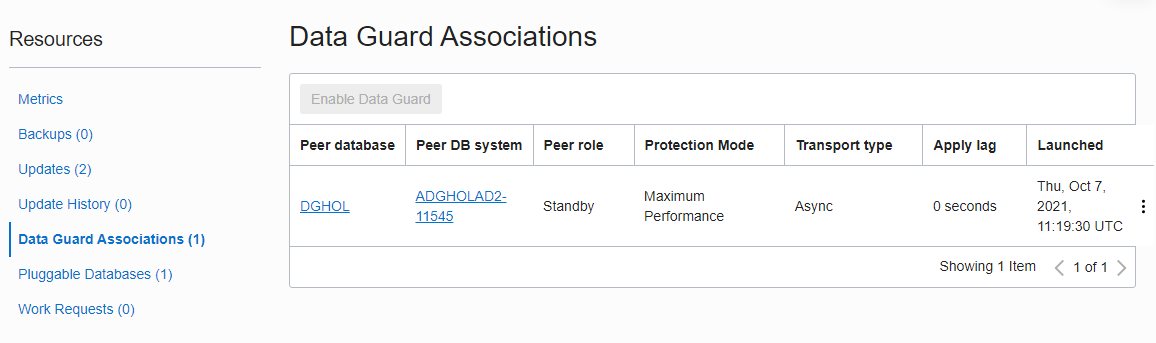 Resources
Metrics
Backups (0)
Updates (2)
Update History (0)
Data Guard Associations (1)
Pluggable Databases (1)
Work Requests (0)
Data Guard Associations
Enable Data Guard
Peer database Peer DB system Peer role Protection Mode Transport type Apply lag Launched
DGHOL
ADGHOLAD2-
11545
Standby
Maximum
Performance
Async
0 seconds
Thu, Oct 7,
2021,
11:19:30 UTC
Showing 1 Item 1 of 1